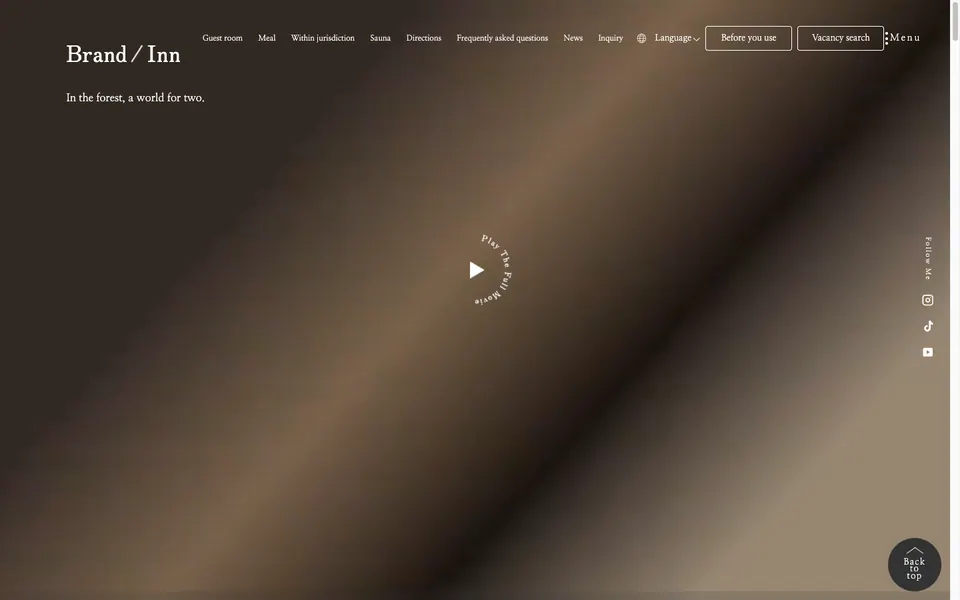 Brand / Inn
Guest room
Meal
Within jurisdiction
Sauna
Directions
Frequently asked questions
News
Inquiry
Language
Before you use
Vacancy search
Menu
In the forest, a world for two.
Play The Full Movie
Follow Me
Back
to
top